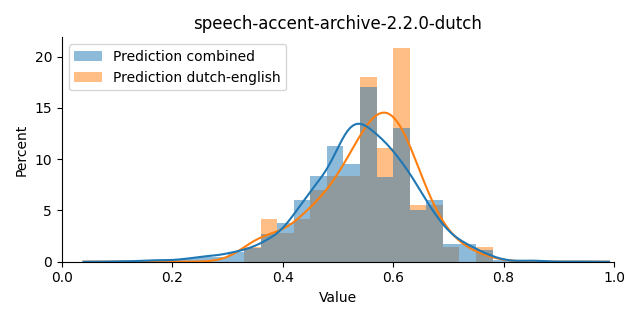 speech-accent-archive-2.2.0-dutch
Prediction combined
Prediction dutch-english
20
15
10
5
0
Percent
0.0 0.2 0.4 0.6 0.8 1.0
Value